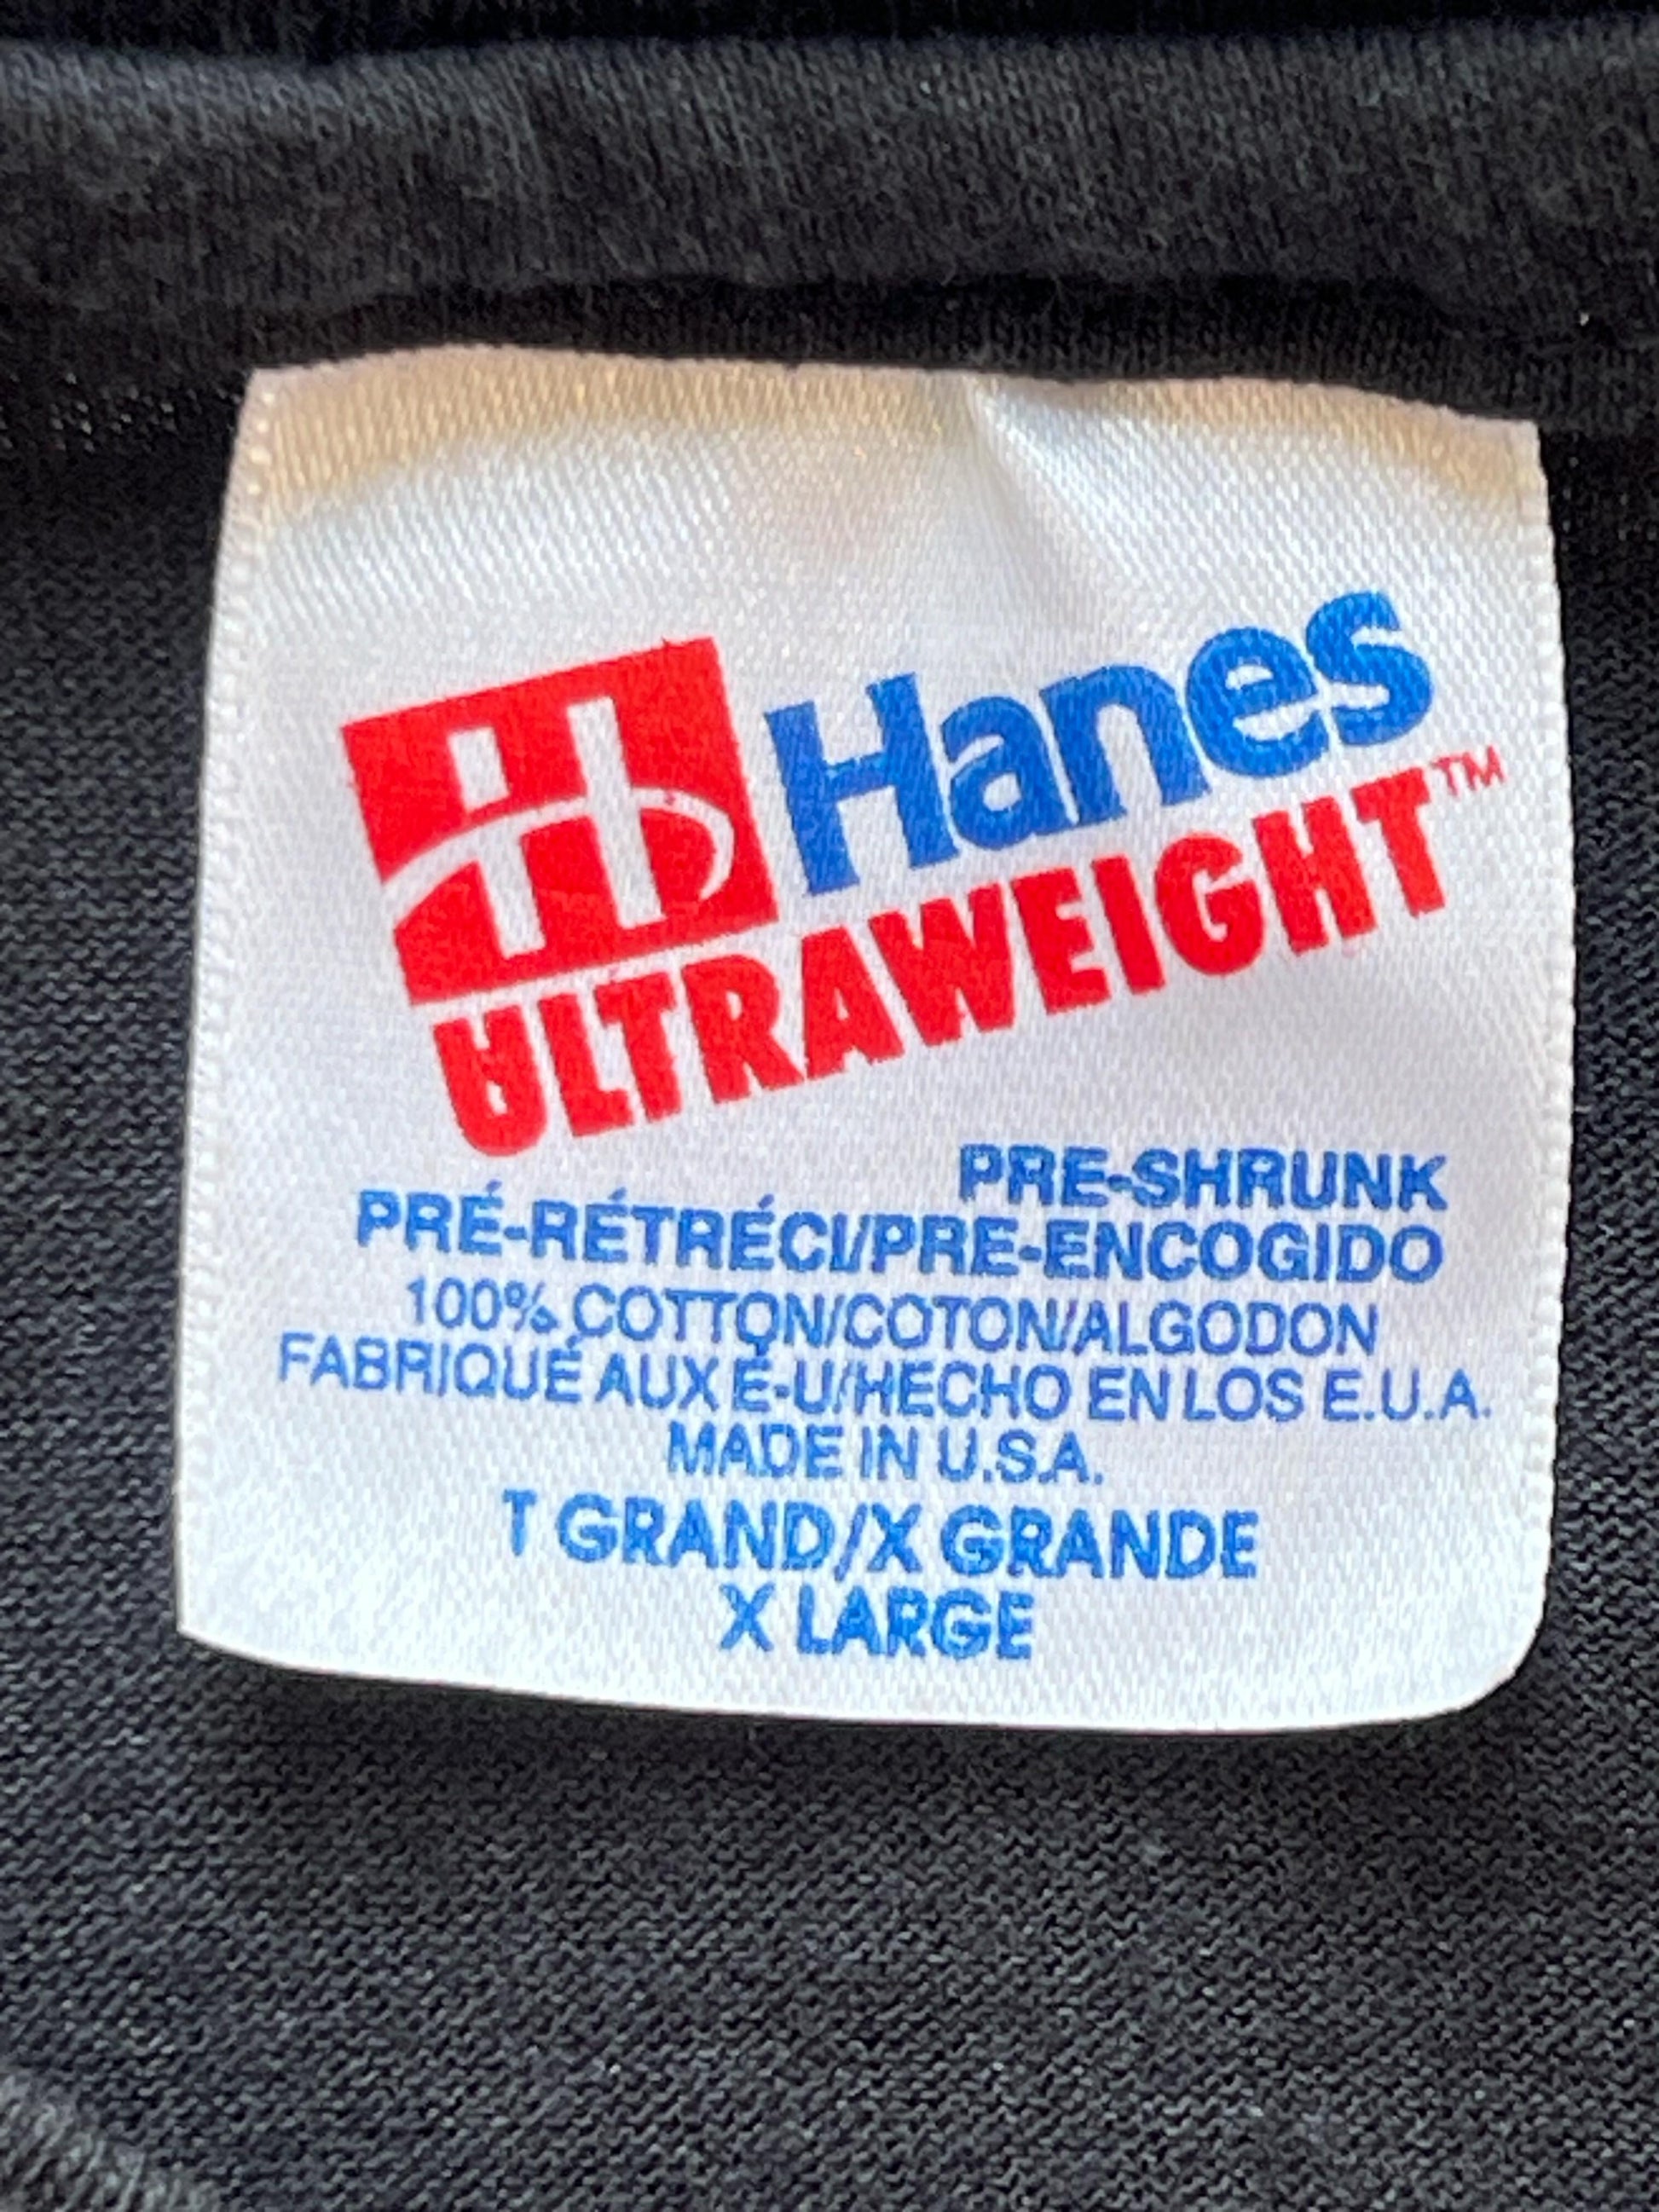 Hanes
ULTRAWEIGHT™
PRE-SHRUNK
PRÉ-RÉTRÉCI/PRE-ENCOGIDO
100% COTTON/COTON/ALGODON
FABRIQUÉ AUX É-U/HECHO EN LOS E.U.A.
MADE IN U.S.A.
T GRAND/X GRANDE
X LARGE